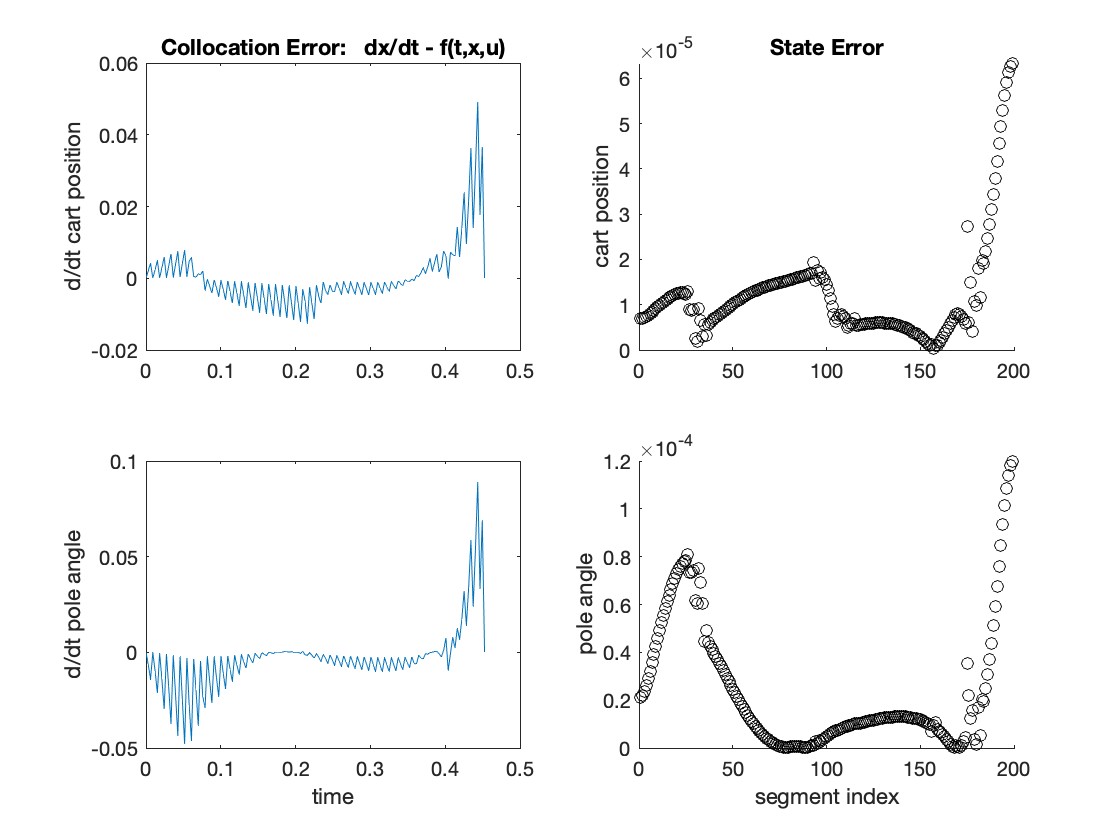 Collocation Error:   dx/dt - f(t,x,u)
d/dt cart position
0.06
0.04
0.02
0
-0.02
0 0.1 0.2 0.3 0.4 0.5
State Error
×10⁻⁵
cart position
6
5
4
3
2
1
0
0 50 100 150 200
d/dt pole angle
0.1
0.05
0
-0.05
0 0.1 0.2 0.3 0.4 0.5
time
×10⁻⁴
pole angle
1.2
1
0.8
0.6
0.4
0.2
0
0 50 100 150 200
segment index